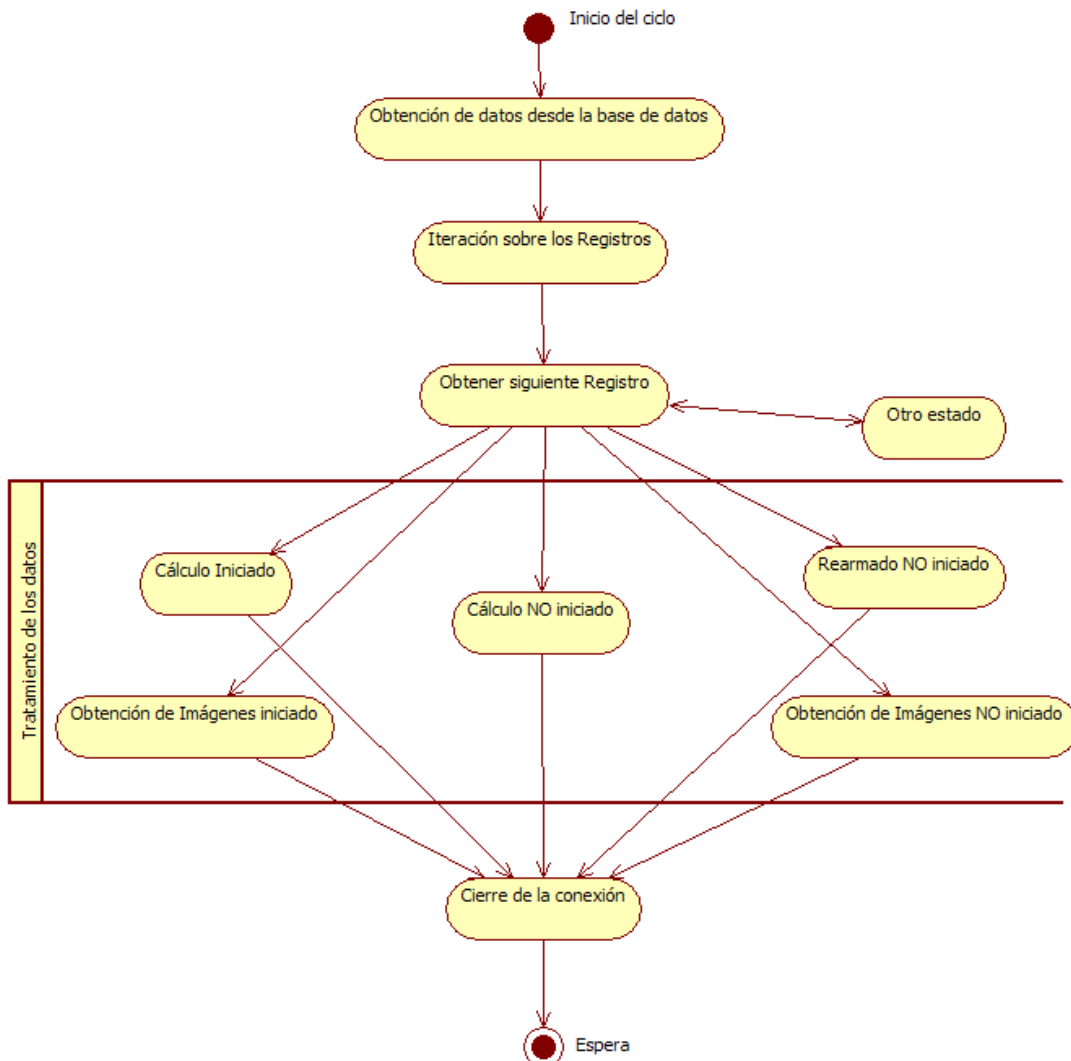 Inicio del ciclo
Obtención de datos desde la base de datos
Iteración sobre los Registros
Obtener siguiente Registro
Otro estado
Tratamiento de los datos
Cálculo Iniciado
Cálculo NO iniciado
Rearmado NO iniciado
Obtención de Imágenes iniciado
Obtención de Imágenes NO iniciado
Cierre de la conexión
Espera